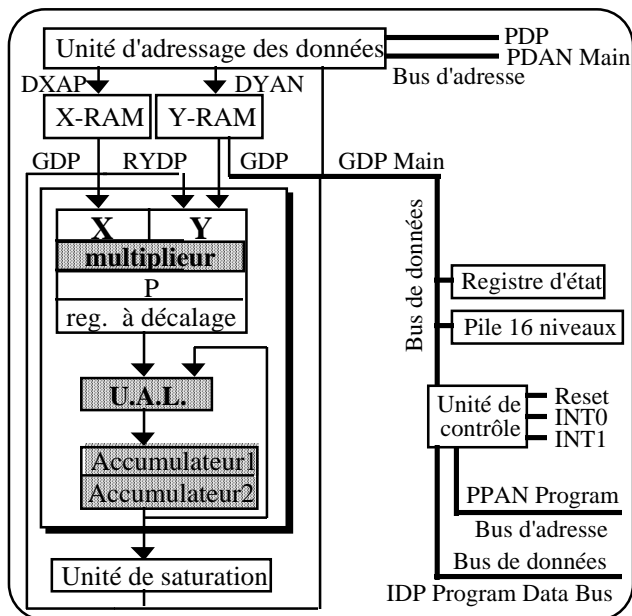 Unité d'adressage des données
PDP
PDAN Main
Bus d'adresse
DXAP
DYAN
X-RAM
Y-RAM
GDP
RYDP
GDP
GDP Main
X
Y
multiplieur
P
reg. à décalage
Bus de données
Registre d'état
Pile 16 niveaux
U.A.L.
Unité de
contrôle
Reset
INT0
INT1
Accumulateur1
Accumulateur2
PPAN Program
Bus d'adresse
Bus de données
IDP Program Data Bus
Unité de saturation